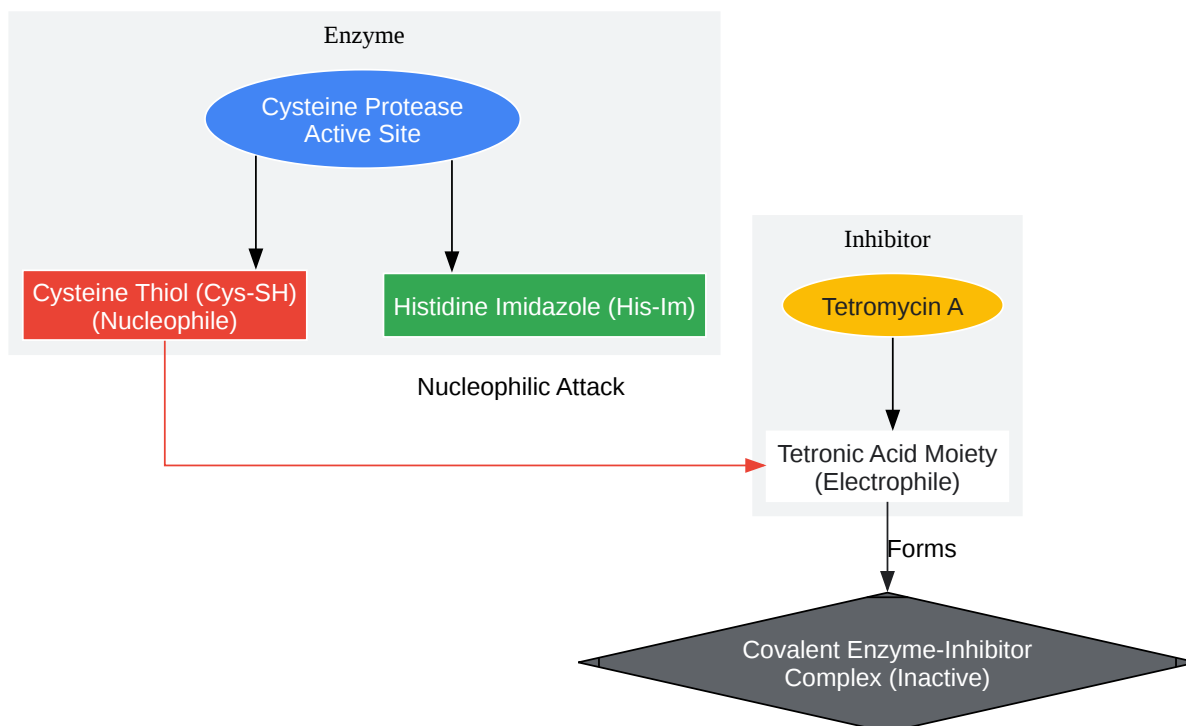 Enzyme
Cysteine Protease
Active Site
Cysteine Thiol (Cys-SH)
(Nucleophile)
Histidine Imidazole (His-Im)
Inhibitor
Tetromycin A
Nucleophilic Attack
Tetronic Acid Moiety
(Electrophile)
Forms
Covalent Enzyme-Inhibitor
Complex (Inactive)